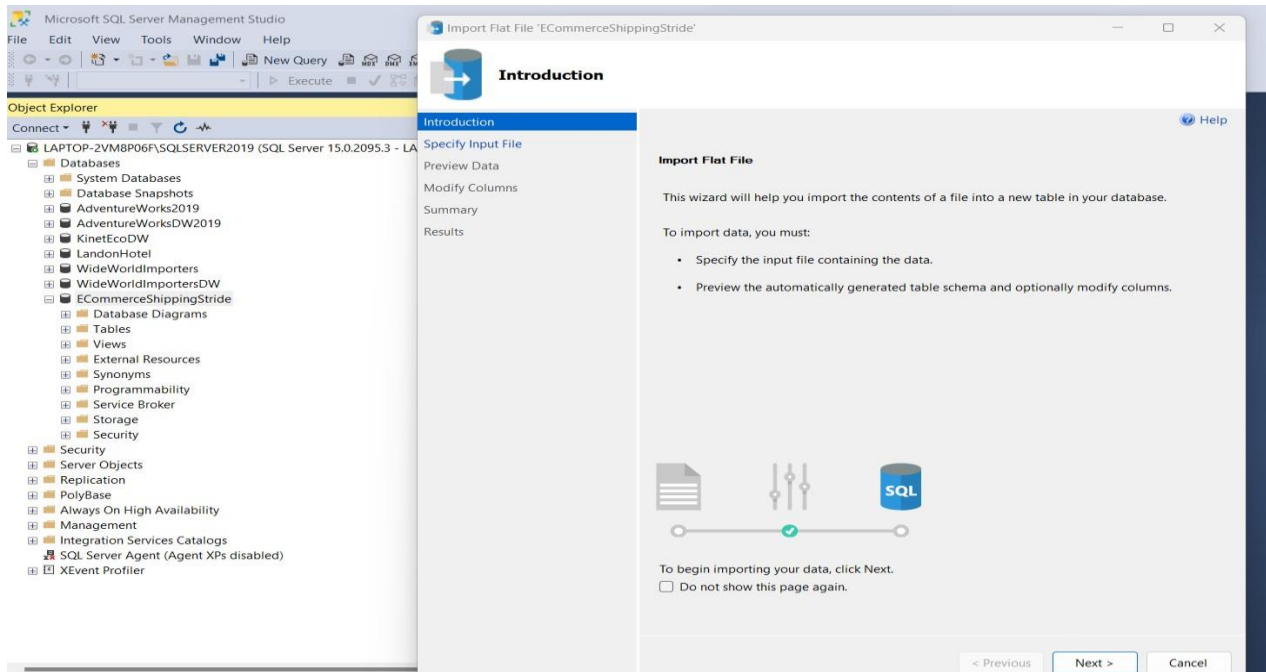 Microsoft SQL Server Management Studio
File Edit View Tools Window Help
New Query
Execute
Object Explorer
Connect
LAPTOP-2VM8P06F\SQLSERVER2019 (SQL Server 15.0.2095.3 - LA
Databases
System Databases
Database Snapshots
AdventureWorks2019
AdventureWorksDW2019
KinetEcoDW
LandonHotel
WideWorldImporters
WideWorldImportersDW
ECommerceShippingStride
Database Diagrams
Tables
Views
External Resources
Synonyms
Programmability
Service Broker
Storage
Security
Security
Server Objects
Replication
PolyBase
Always On High Availability
Management
Integration Services Catalogs
SQL Server Agent (Agent XPs disabled)
XEvent Profiler
Import Flat File 'ECommerceShippingStride'
Introduction
Introduction
Specify Input File
Preview Data
Modify Columns
Summary
Results
Help
Import Flat File
This wizard will help you import the contents of a file into a new table in your database.
To import data, you must:
• Specify the input file containing the data.
• Preview the automatically generated table schema and optionally modify columns.
SQL
To begin importing your data, click Next.
Do not show this page again.
< Previous Next > Cancel